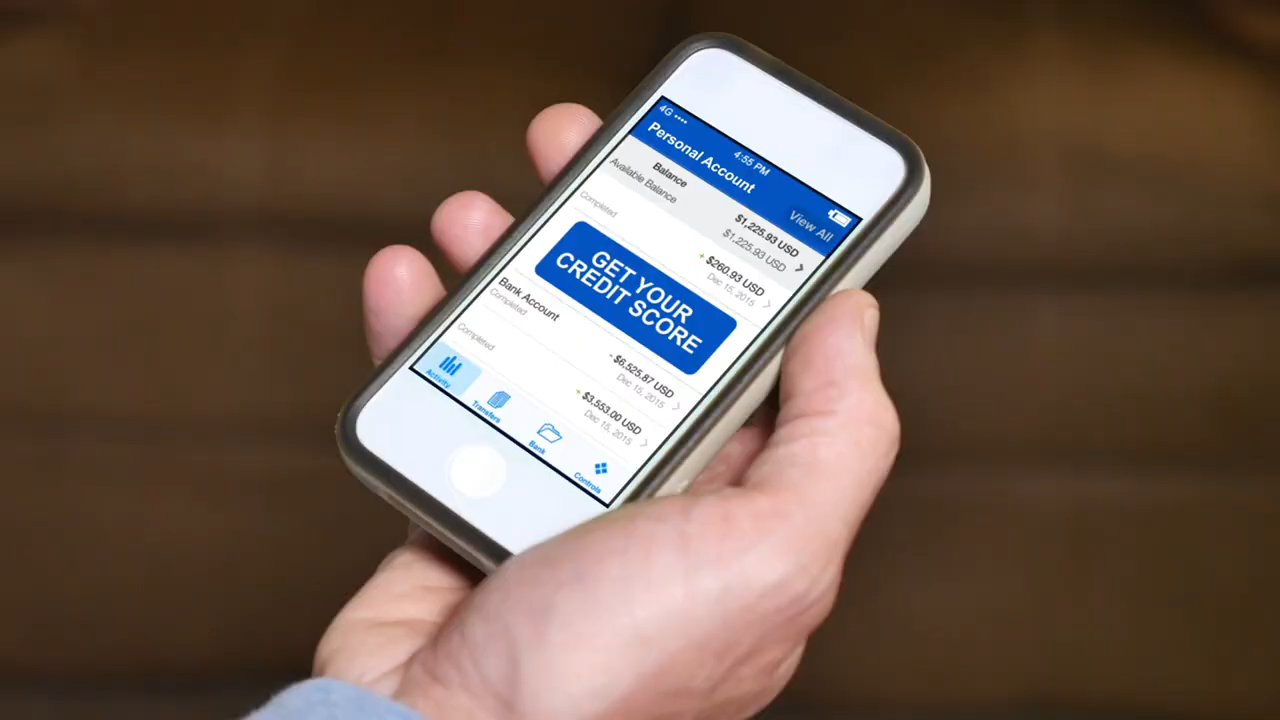 4G ••••
4:55 PM
Personal Account
View All
Balance
$1,225.93 USD
Available Balance
$1,225.93 USD
Completed
+ $260.93 USD
Dec 15, 2015
GET YOUR
CREDIT SCORE
Bank Account
Completed
- $6,525.87 USD
Dec 15, 2015
Completed
+ $3,553.00 USD
Dec 15, 2015
Activity
Transfers
Bank
Controls